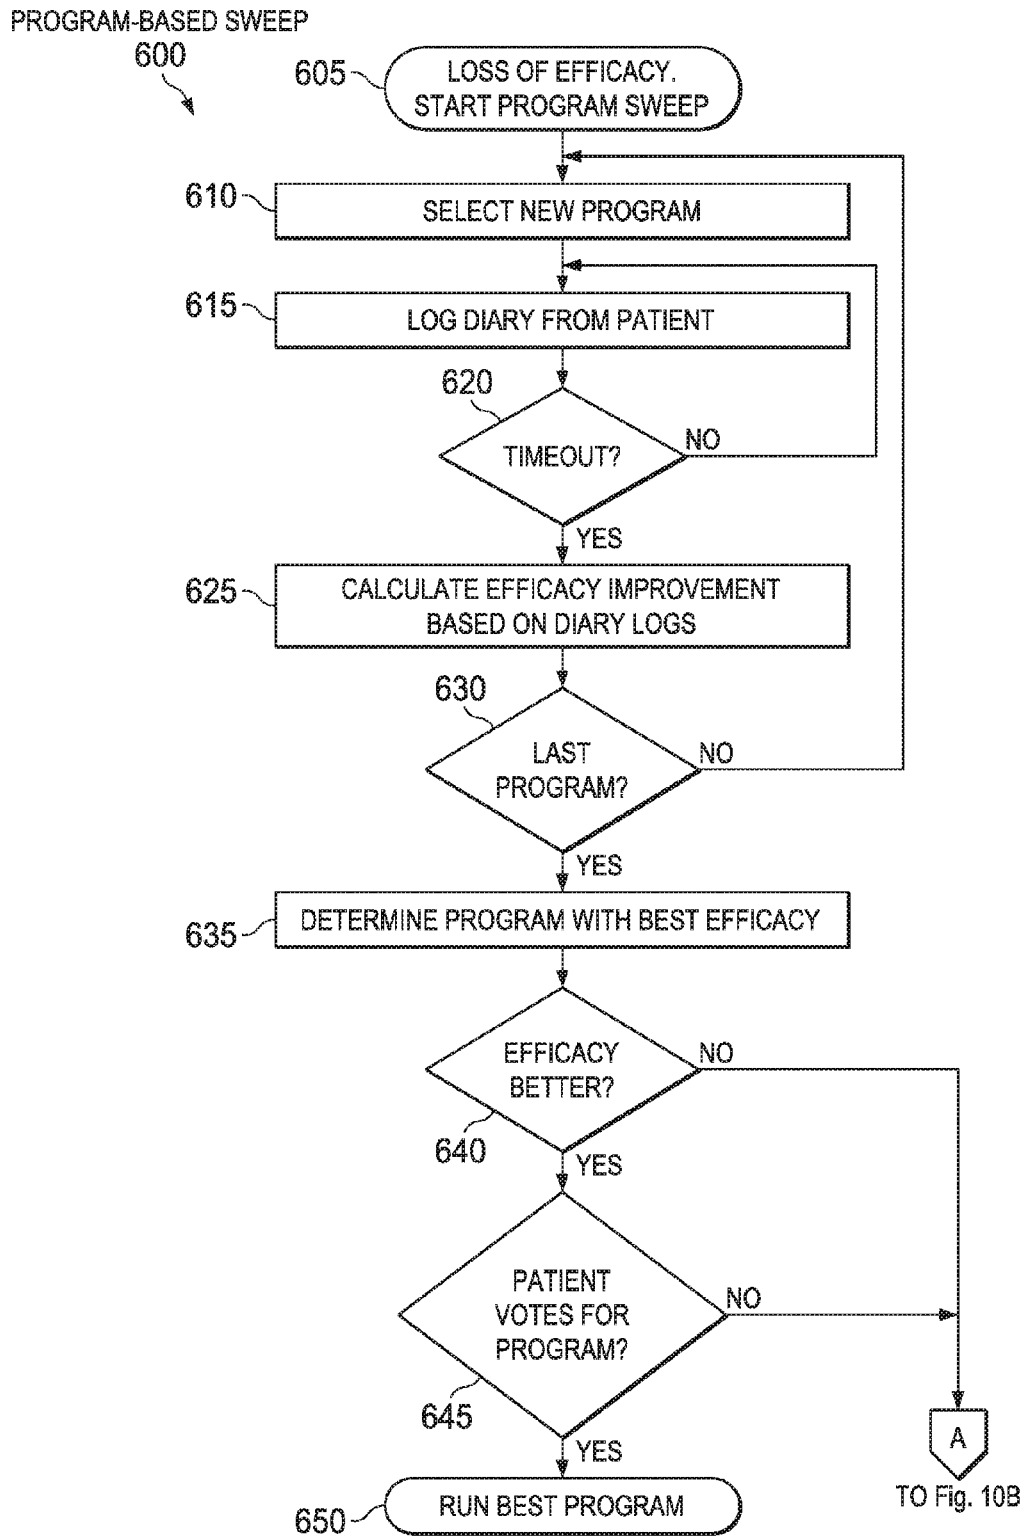 PROGRAM-BASED SWEEP
600
605
LOSS OF EFFICACY.
START PROGRAM SWEEP
610
SELECT NEW PROGRAM
615
LOG DIARY FROM PATIENT
620
TIMEOUT?
NO
YES
625
CALCULATE EFFICACY IMPROVEMENT
BASED ON DIARY LOGS
630
LAST
PROGRAM?
NO
YES
635
DETERMINE PROGRAM WITH BEST EFFICACY
EFFICACY
BETTER?
NO
640
YES
PATIENT
VOTES FOR
PROGRAM?
NO
645
YES
A
TO Fig. 10B
650
RUN BEST PROGRAM